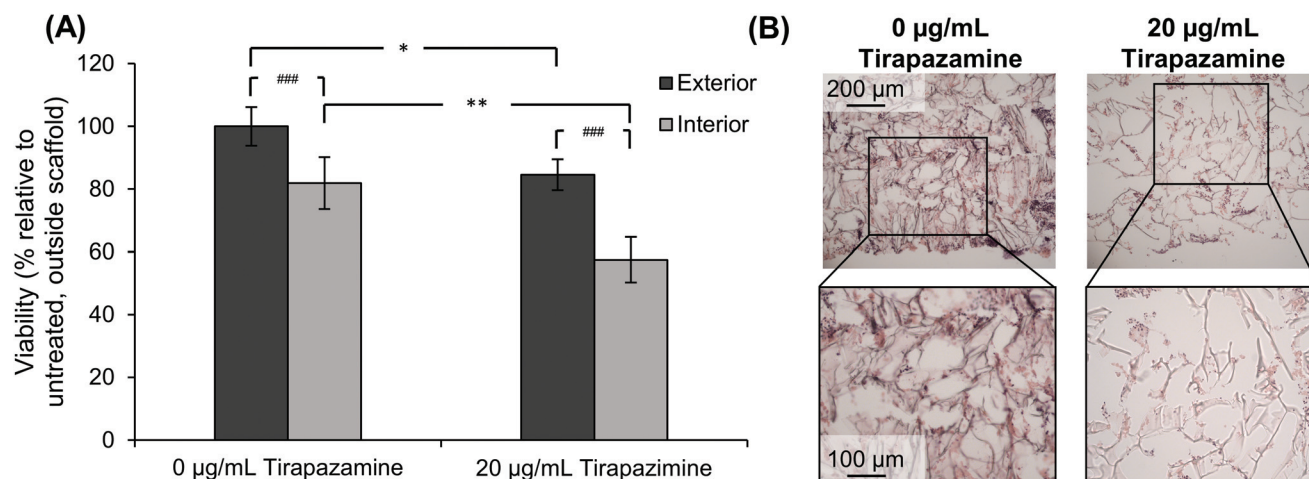 (A)
120
100
80
60
40
20
0
Viability (% relative to
untreated, outside scaffold)
*
###
**
###
Exterior
Interior
0 µg/mL Tirapazamine
20 µg/mL Tirapazimine
(B)
0 µg/mL
Tirapazamine
20 µg/mL
Tirapazamine
200 µm
100 µm